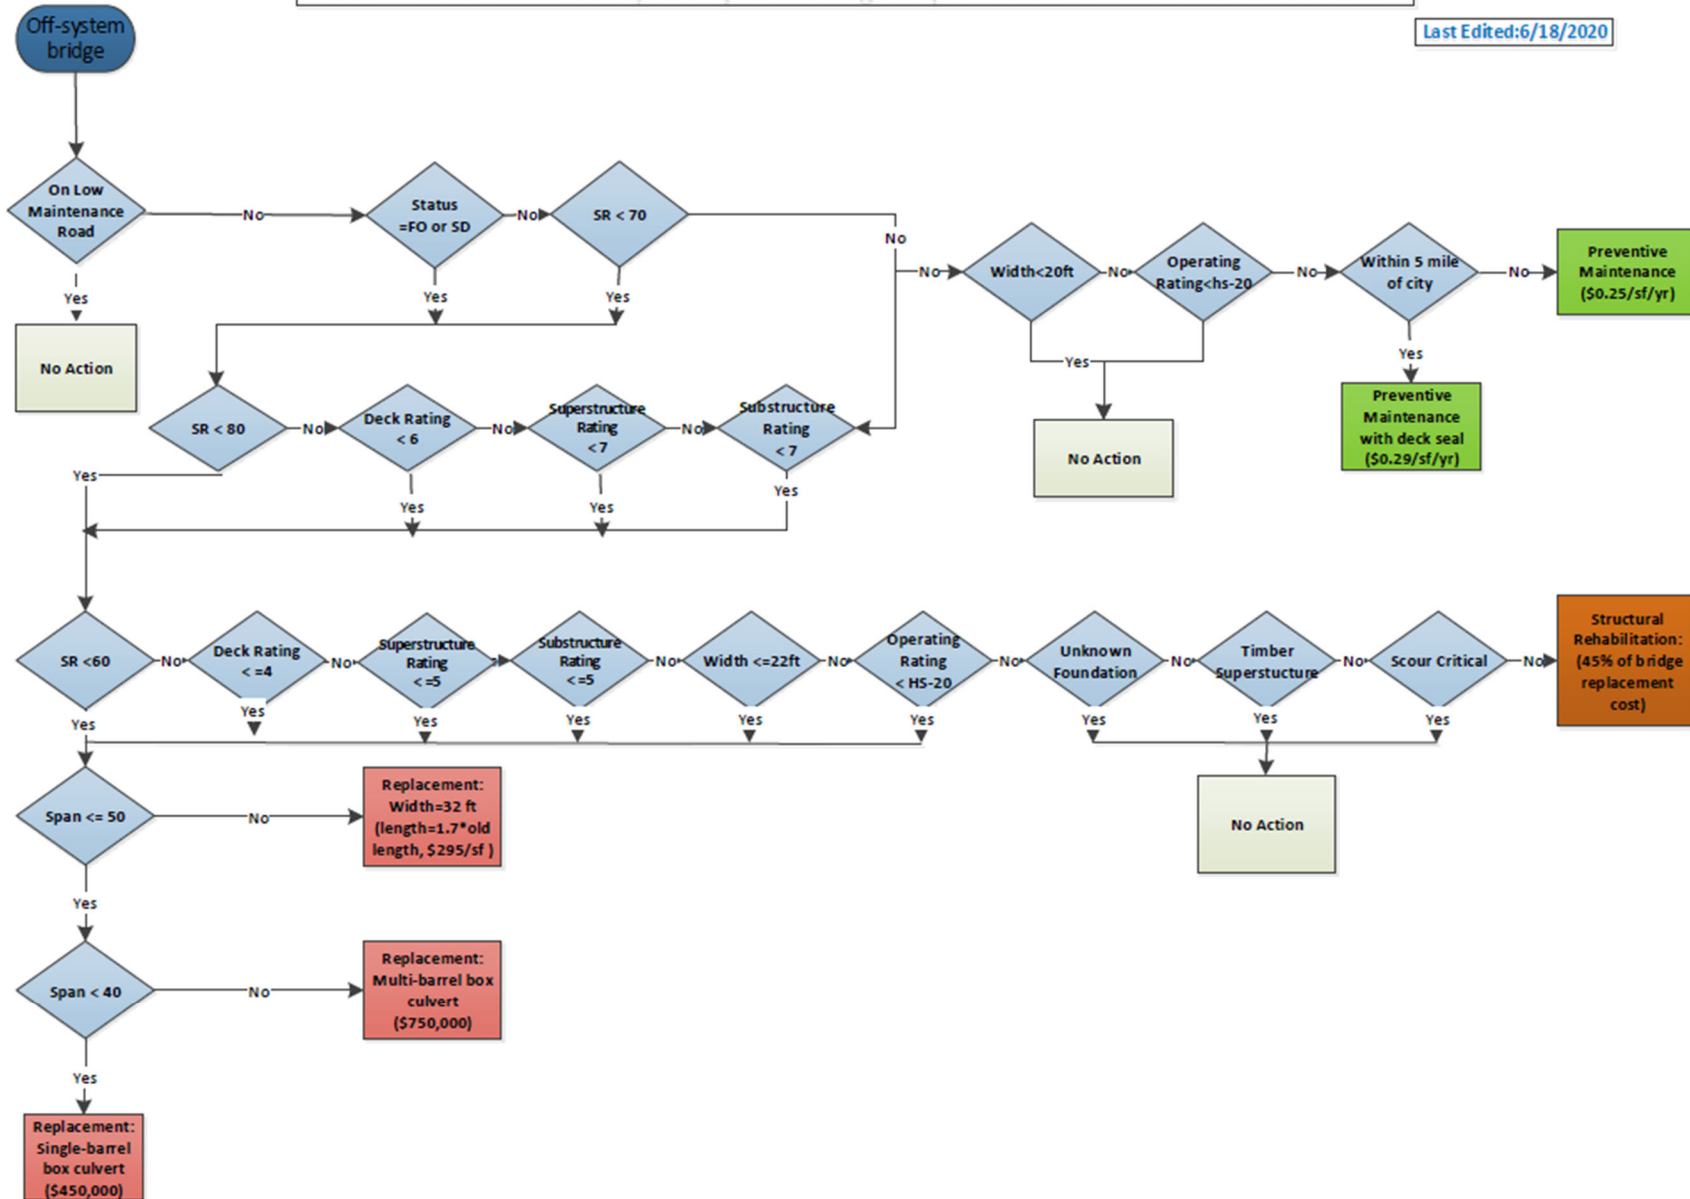 Last Edited:6/18/2020
Off-system
bridge
On Low
Maintenance
Road
No
Status
=FO or SD
No
SR < 70
No
No
Width<20ft
No
Operating
Rating<hs-20
No
Within 5 mile
of city
No
Preventive
Maintenance
($0.25/sf/yr)
Yes
Yes
Yes
Yes
Yes
No Action
No Action
Preventive
Maintenance
with deck seal
($0.29/sf/yr)
SR < 80
No
Deck Rating
< 6
No
Superstructure
Rating
< 7
No
Substructure
Rating
< 7
Yes
Yes
Yes
Yes
SR <60
No
Deck Rating
< =4
No
Superstructure
Rating
< =5
Substructure
Rating
< =5
No
Width <=22ft
No
Operating
Rating
< HS-20
No
Unknown
Foundation
No
Timber
Superstucture
No
Scour Critical
No
Structural
Rehabilitation:
(45% of bridge
replacement
cost)
Yes
Yes
Yes
Yes
Yes
Yes
Yes
Yes
Yes
No Action
Span <= 50
No
Replacement:
Width=32 ft
(length=1.7*old
length, $295/sf )
Yes
Span < 40
No
Replacement:
Multi-barrel box
culvert
($750,000)
Yes
Replacement:
Single-barrel
box culvert
($450,000)